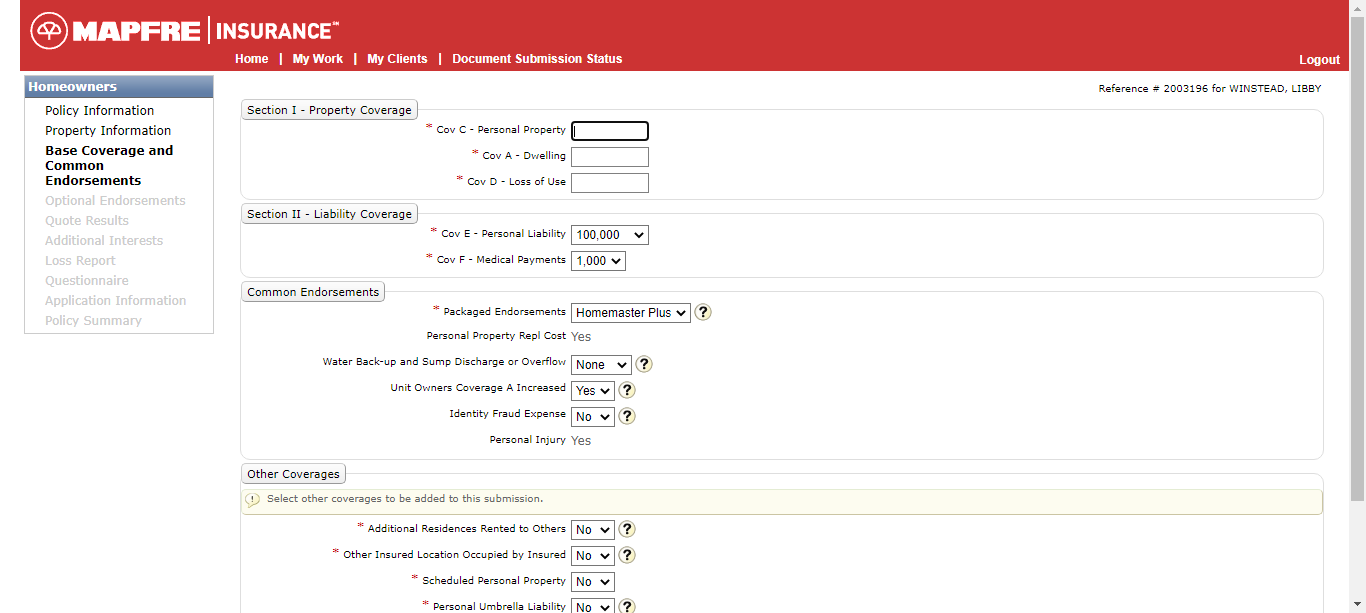 MAPFRE | INSURANCE℠
Home | My Work | My Clients | Document Submission Status
Logout
Homeowners
Policy Information
Property Information
Base Coverage and
Common
Endorsements
Optional Endorsements
Quote Results
Additional Interests
Loss Report
Questionnaire
Application Information
Policy Summary
Reference # 2003196 for WINSTEAD, LIBBY
Section I - Property Coverage
* Cov C - Personal Property
* Cov A - Dwelling
* Cov D - Loss of Use
Section II - Liability Coverage
* Cov E - Personal Liability 100,000
* Cov F - Medical Payments 1,000
Common Endorsements
* Packaged Endorsements Homemaster Plus ?
Personal Property Repl Cost Yes
Water Back-up and Sump Discharge or Overflow None ?
Unit Owners Coverage A Increased Yes ?
Identity Fraud Expense No ?
Personal Injury Yes
Other Coverages
Select other coverages to be added to this submission.
* Additional Residences Rented to Others No ?
* Other Insured Location Occupied by Insured No ?
* Scheduled Personal Property No
* Personal Umbrella Liability No ?